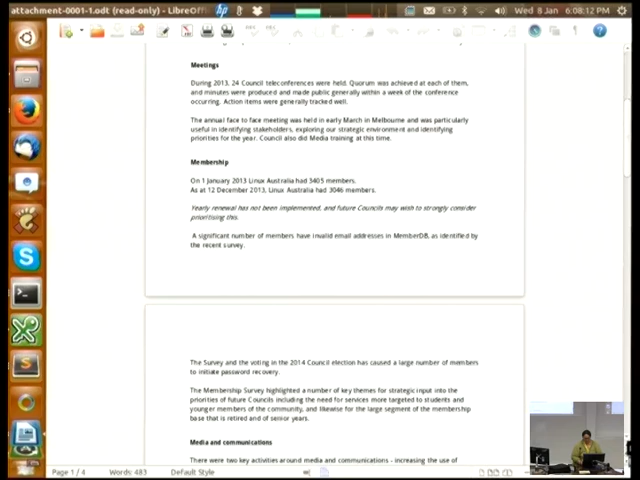 attachment-0001-1.odt (read-only) - LibreOffi
Wed 8 Jan 6:08:12 PM
Meetings
During 2013, 24 Council teleconferences were held. Quorum was achieved at each of them,
and minutes were produced and made public generally within a week of the conference
occurring. Action items were generally tracked well.
The annual face to face meeting was held in early March in Melbourne and was particularly
useful in identifying stakeholders, exploring our strategic environment and identifying
priorities for the year. Council also did Media training at this time.
Membership
On 1 January 2013 Linux Australia had 3405 members.
As at 12 December 2013, Linux Australia had 3046 members.
Yearly renewal has not been implemented, and future Councils may wish to strongly consider
prioritising this.
A significant number of members have invalid email addresses in MemberDB, as identified by
the recent survey.
The Survey and the voting in the 2014 Council election has caused a large number of members
to initiate password recovery.
The Membership Survey highlighted a number of key themes for strategic input into the
priorities of future Councils including the need for services more targeted to students and
younger members of the community, and likewise for the large segment of the membership
base that is retired and of senior years.
Media and communications
There were two key activities around media and communications - increasing the use of
Page 1 / 4 Words: 483 Default Style